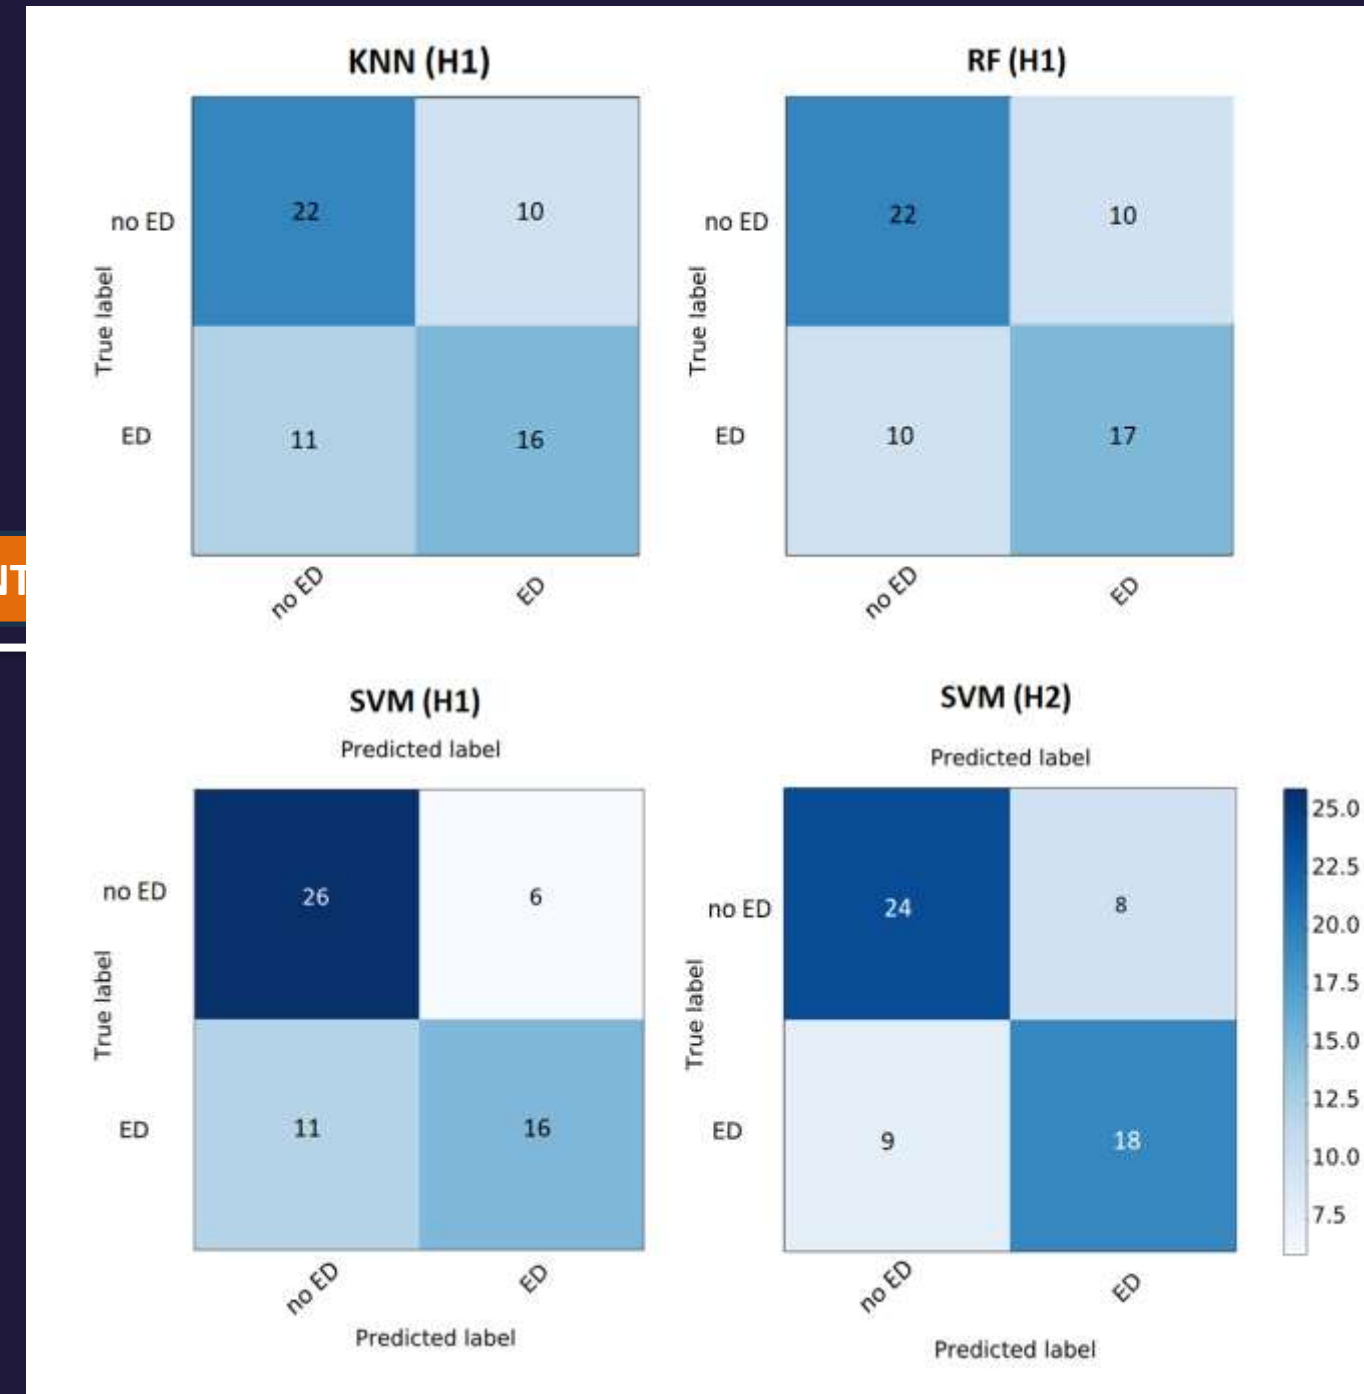 KNN (H1)
no ED
True label
ED
22
10
11
16
no ED
ED
RF (H1)
no ED
True label
ED
22
10
10
17
no ED
ED
SVM (H1)
Predicted label
no ED
True label
ED
26
6
11
16
no ED
ED
Predicted label
SVM (H2)
Predicted label
no ED
True label
ED
24
8
9
18
no ED
ED
Predicted label
25.0
22.5
20.0
17.5
15.0
12.5
10.0
7.5